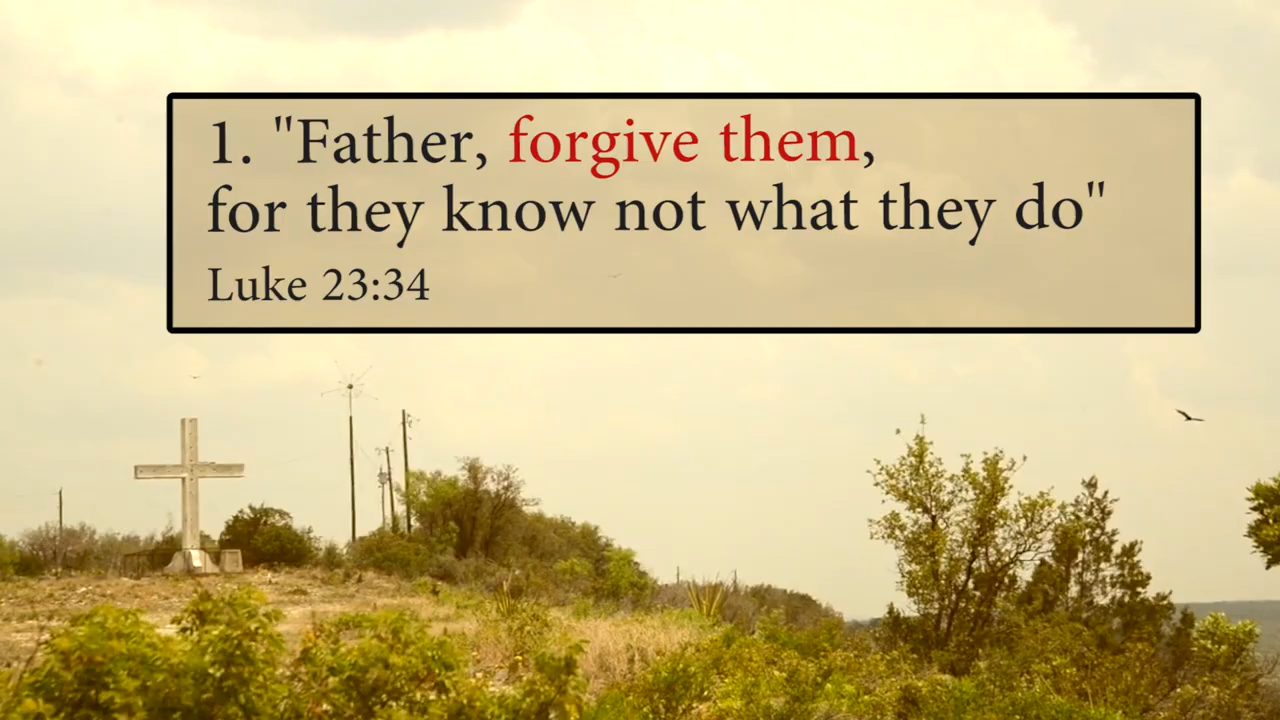 1. "Father, forgive them,
for they know not what they do"
Luke 23:34